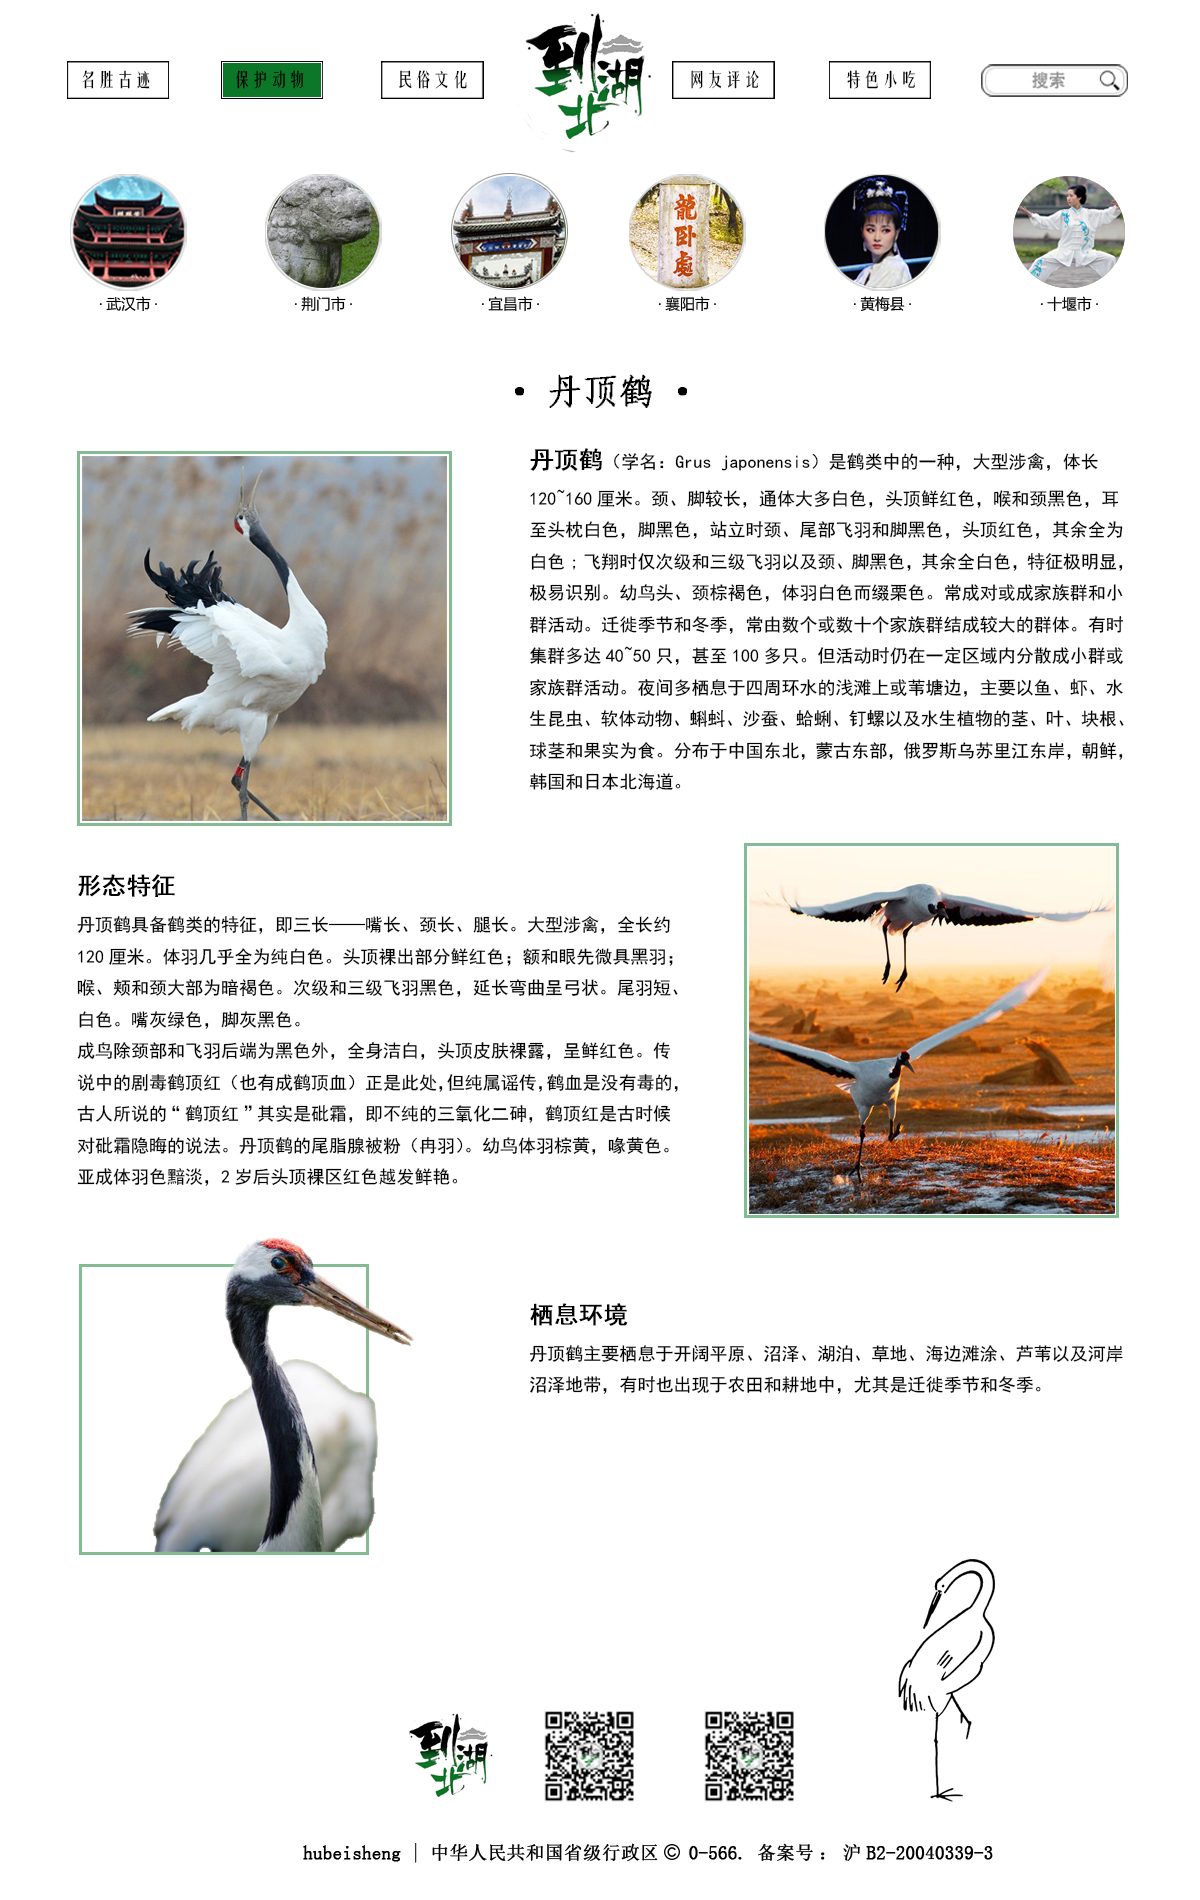 名胜古迹
保护动物
民俗文化
到湖北
网友评论
特色小吃
搜索
龍卧處
·武汉市·
·荆门市·
·宜昌市·
·襄阳市·
·黄梅县·
·十堰市·
· 丹顶鹤 ·
丹顶鹤（学名：Grus japonensis）是鹤类中的一种，大型涉禽，体长
120~160 厘米。颈、脚较长，通体大多白色，头顶鲜红色，喉和颈黑色，耳
至头枕白色，脚黑色，站立时颈、尾部飞羽和脚黑色，头顶红色，其余全为
白色；飞翔时仅次级和三级飞羽以及颈、脚黑色，其余全白色，特征极明显，
极易识别。幼鸟头、颈棕褐色，体羽白色而缀栗色。常成对或成家族群和小
群活动。迁徙季节和冬季，常由数个或数十个家族群结成较大的群体。有时
集群多达 40~50 只，甚至 100 多只。但活动时仍在一定区域内分散成小群或
家族群活动。夜间多栖息于四周环水的浅滩上或苇塘边，主要以鱼、虾、水
生昆虫、软体动物、蝌蚪、沙蚕、蛤蜊、钉螺以及水生植物的茎、叶、块根、
球茎和果实为食。分布于中国东北，蒙古东部，俄罗斯乌苏里江东岸，朝鲜，
韩国和日本北海道。
形态特征
丹顶鹤具备鹤类的特征，即三长——嘴长、颈长、腿长。大型涉禽，全长约
120 厘米。体羽几乎全为纯白色。头顶裸出部分鲜红色；额和眼先微具黑羽；
喉、颊和颈大部为暗褐色。次级和三级飞羽黑色，延长弯曲呈弓状。尾羽短、
白色。嘴灰绿色，脚灰黑色。
成鸟除颈部和飞羽后端为黑色外，全身洁白，头顶皮肤裸露，呈鲜红色。传
说中的剧毒鹤顶红（也有成鹤顶血）正是此处，但纯属谣传，鹤血是没有毒的，
古人所说的“鹤顶红”其实是砒霜，即不纯的三氧化二砷，鹤顶红是古时候
对砒霜隐晦的说法。丹顶鹤的尾脂腺被粉（冉羽）。幼鸟体羽棕黄，喙黄色。
亚成体羽色黯淡，2 岁后头顶裸区红色越发鲜艳。
栖息环境
丹顶鹤主要栖息于开阔平原、沼泽、湖泊、草地、海边滩涂、芦苇以及河岸
沼泽地带，有时也出现于农田和耕地中，尤其是迁徙季节和冬季。
到湖北
hubeisheng | 中华人民共和国省级行政区© 0-566. 备案号： 沪 B2-20040339-3